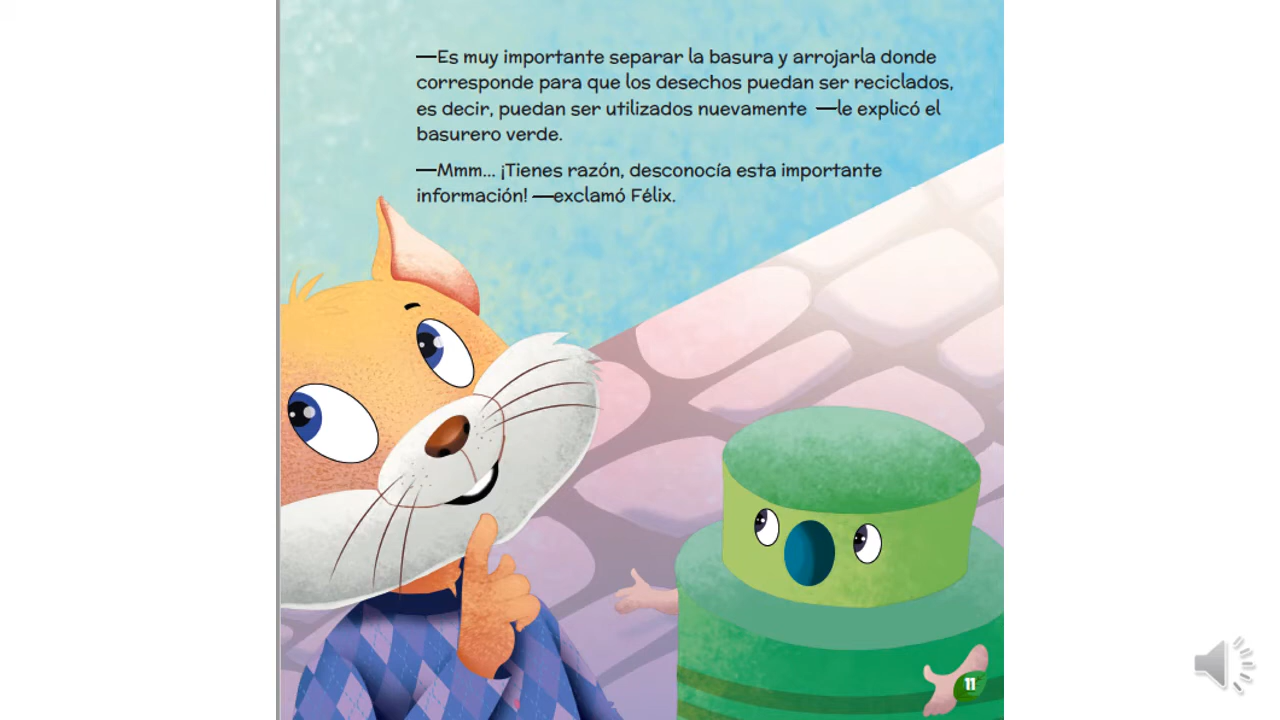 —Es muy importante separar la basura y arrojarla donde
corresponde para que los desechos puedan ser reciclados,
es decir, puedan ser utilizados nuevamente —le explicó el
basurero verde.
—Mmm... ¡Tienes razón, desconocía esta importante
información! —exclamó Félix.
11